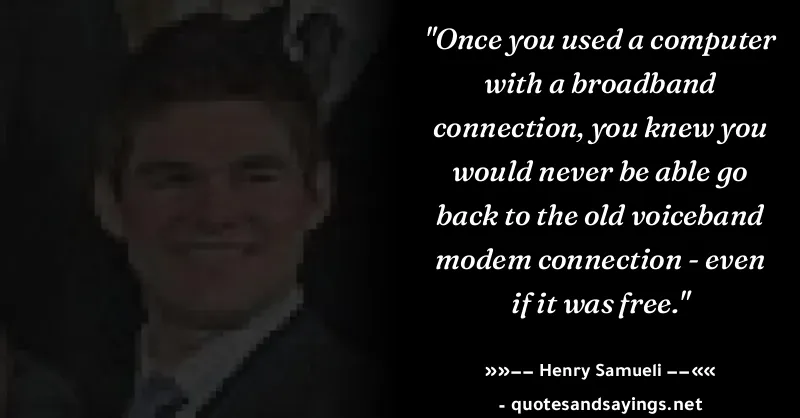 "Once you used a computer
with a broadband
connection, you knew you
would never be able go
back to the old voiceband
modem connection - even
if it was free."
»»-- Henry Samueli --««
- quotesandsayings.net